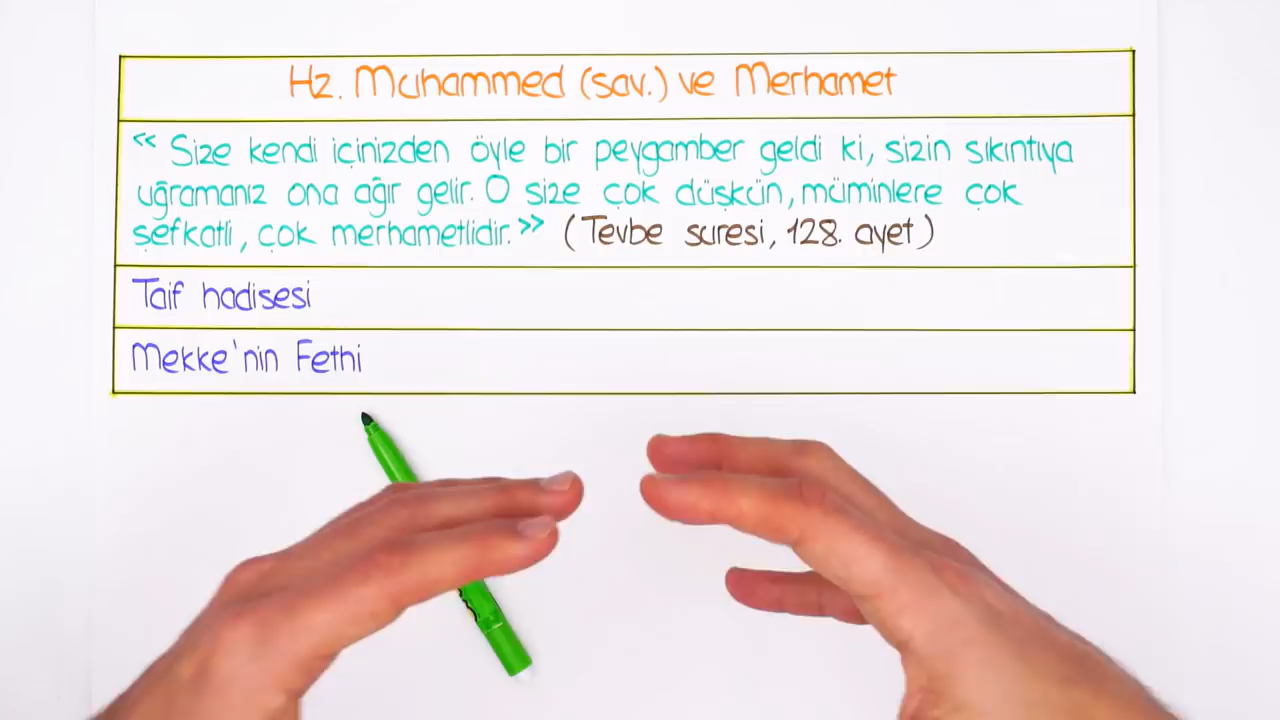 Hz. Muhammed (sav.) ve Merhamet
« Size kendi içinizden öyle bir peygamber geldi ki, sizin sıkıntıya
uğramanız ona ağır gelir. O size çok düşkün, müminlere çok
şefkatli, çok merhametlidir. » (Tevbe suresi, 128. ayet)
Taif hadisesi
Mekke'nin Fethi